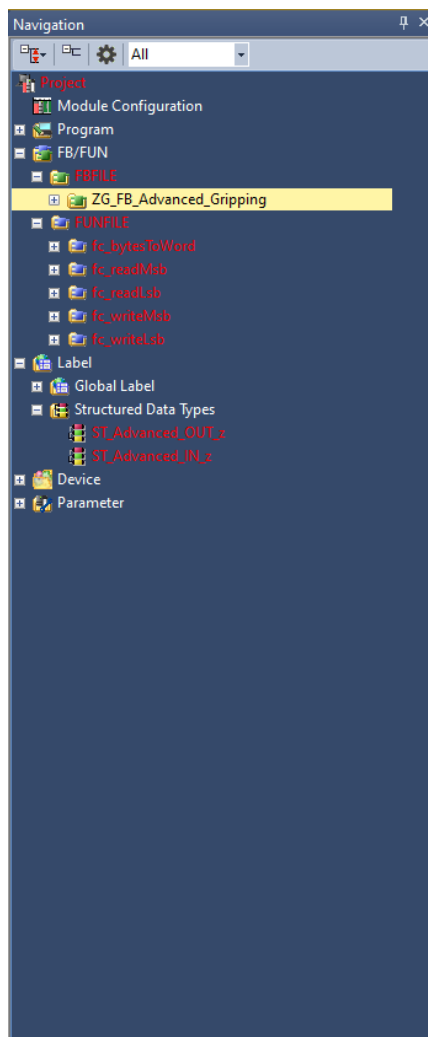 Navigation
All
Project
Module Configuration
Program
FB/FUN
FBFILE
ZG_FB_Advanced_Gripping
FUNFILE
fc_bytesToWord
fc_readMsb
fc_readLsb
fc_writeMsb
fc_writeLsb
Label
Global Label
Structured Data Types
ST_Advanced_OUT_z
ST_Advanced_IN_z
Device
Parameter